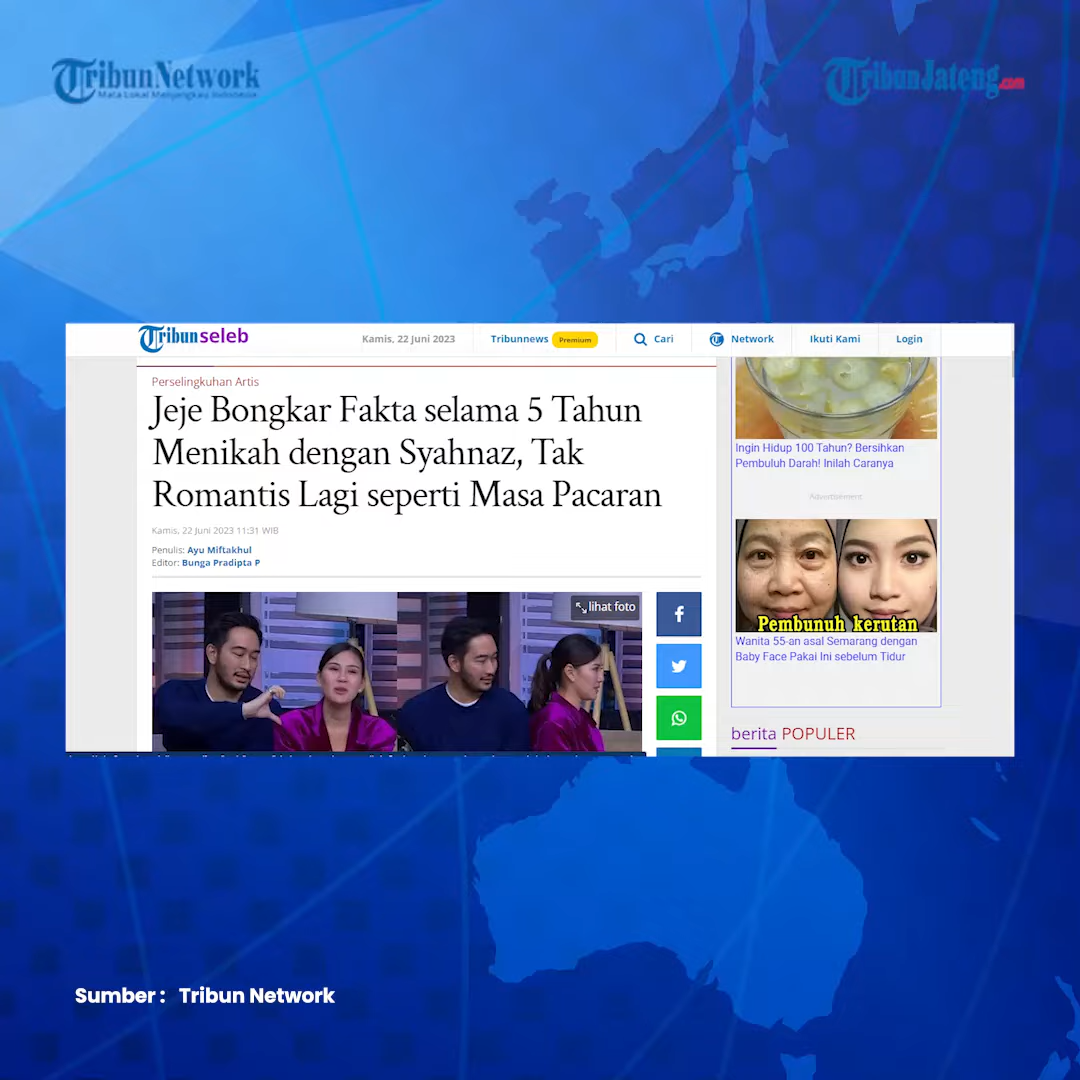 TribunNetwork
Mata Lokal Menjangkau Indonesia
TribunJateng.com
Tribunseleb
Kamis, 22 Juni 2023
Tribunnews Premium
Cari
Network
Ikuti Kami
Login
Perselingkuhan Artis
Jeje Bongkar Fakta selama 5 Tahun
Menikah dengan Syahnaz, Tak
Romantis Lagi seperti Masa Pacaran
Kamis, 22 Juni 2023 11:31 WIB
Penulis: Ayu Miftakhul
Editor: Bunga Pradipta P
lihat foto
Ingin Hidup 100 Tahun? Bersihkan
Pembuluh Darah! Inilah Caranya
Advertisement
Pembunuh kerutan
Wanita 55-an asal Semarang dengan
Baby Face Pakai Ini sebelum Tidur
berita POPULER
Sumber : Tribun Network